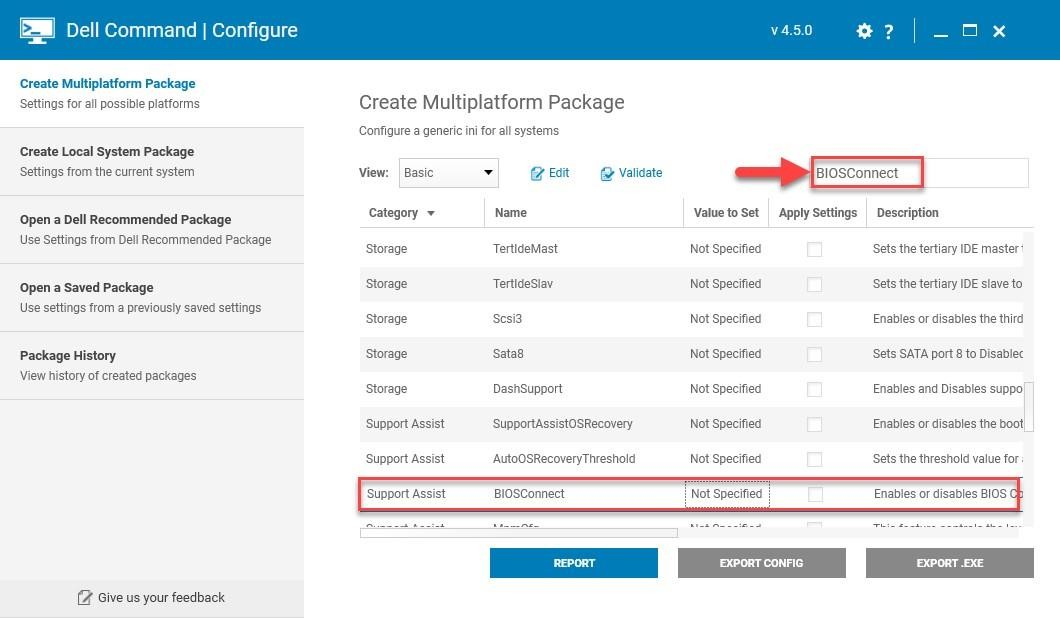 Dell Command | Configure
v 4.5.0
?
Create Multiplatform Package
Settings for all possible platforms
Create Local System Package
Settings from the current system
Open a Dell Recommended Package
Use Settings from Dell Recommended Package
Open a Saved Package
Use settings from a previously saved settings
Package History
View history of created packages
Give us your feedback
Create Multiplatform Package
Configure a generic ini for all systems
View: Basic Edit Validate BIOSConnect
Category Name Value to Set Apply Settings Description
Storage TertIdeMast Not Specified Sets the tertiary IDE master
Storage TertIdeSlav Not Specified Sets the tertiary IDE slave to
Storage Scsi3 Not Specified Enables or disables the third
Storage Sata8 Not Specified Sets SATA port 8 to Disabled
Storage DashSupport Not Specified Enables and Disables suppo
Support Assist SupportAssistOSRecovery Not Specified Enables or disables the boot
Support Assist AutoOSRecoveryThreshold Not Specified Sets the threshold value for
Support Assist BIOSConnect Not Specified Enables or disables BIOS Co
REPORT EXPORT CONFIG EXPORT .EXE